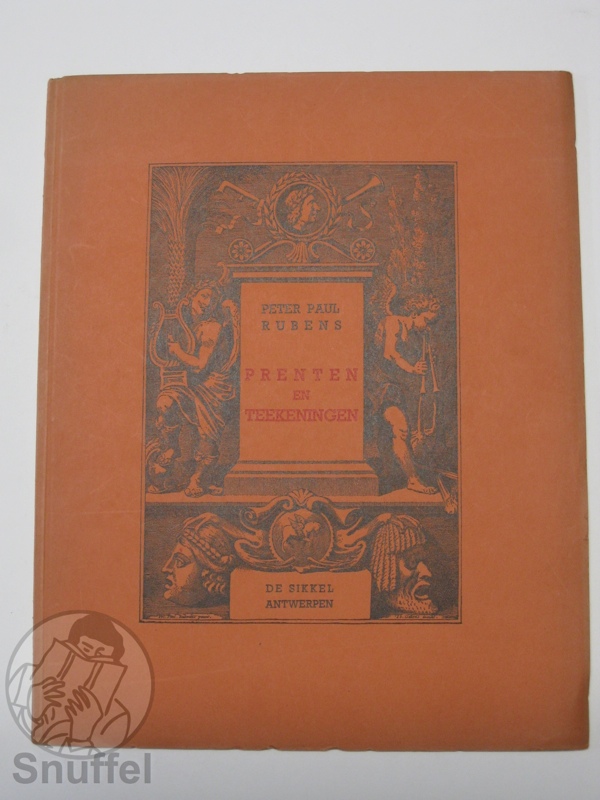 PETER PAUL
RUBENS
PRENTEN
EN
TEEKENINGEN
DE SIKKEL
ANTWERPEN
Snuffel